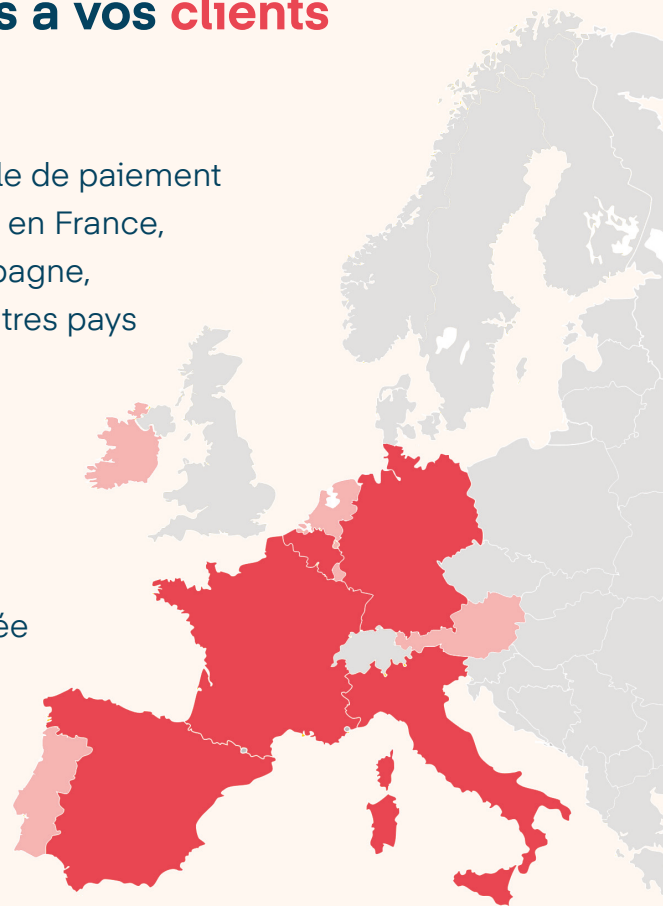 s à vos clients
le de paiement
en France,
pagne,
tres pays
ée